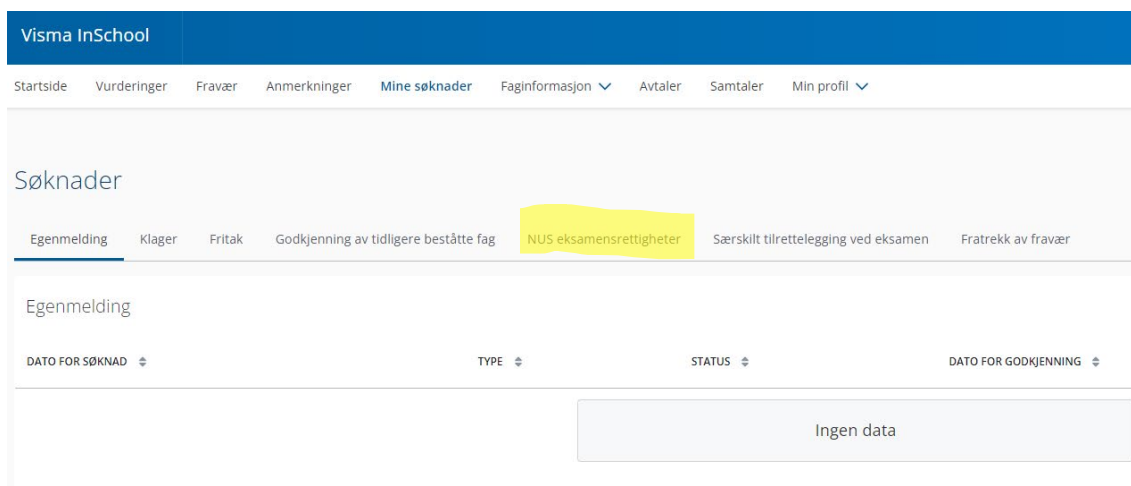 Visma InSchool
Startside Vurderinger Fravær Anmerkninger Mine søknader Faginformasjon Avtaler Samtaler Min profil
Søknader
Egenmelding Klager Fritak Godkjenning av tidligere beståtte fag NUS eksamensrettigheter Særskilt tilrettelegging ved eksamen Fratrekk av fravær
Egenmelding
DATO FOR SØKNAD TYPE STATUS DATO FOR GODKJENNING
Ingen data